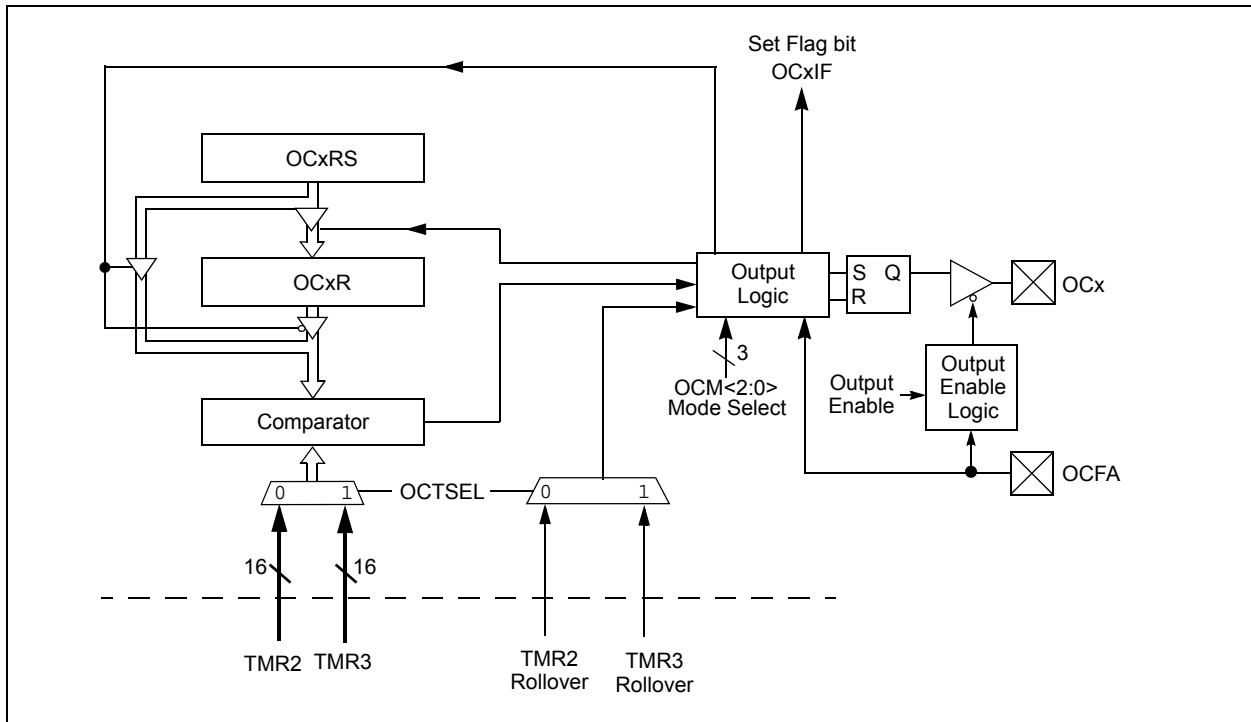 Set Flag bit
OCxIF
OCxRS
OCxR
Output
Logic
S Q
R
OCx
3
OCM<2:0>
Mode Select
Output
Enable
Output
Enable
Logic
Comparator
OCFA
0 1
OCTSEL
0 1
16
16
TMR2
TMR3
TMR2
Rollover
TMR3
Rollover